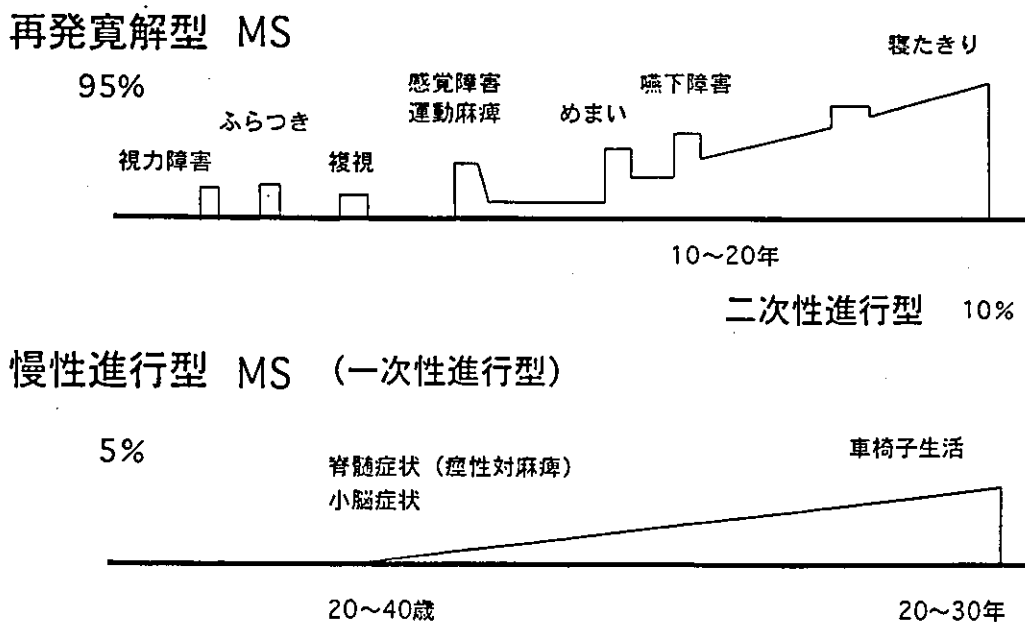 再発寛解型 MS
寝たきり
95%
感覚障害
運動麻痺
嚥下障害
ふらつき
めまい
視力障害
複視
10～20年
二次性進行型 10%
慢性進行型 MS （一次性進行型）
5%
車椅子生活
脊髄症状（痙性対麻痺）
小脳症状
20～40歳
20～30年